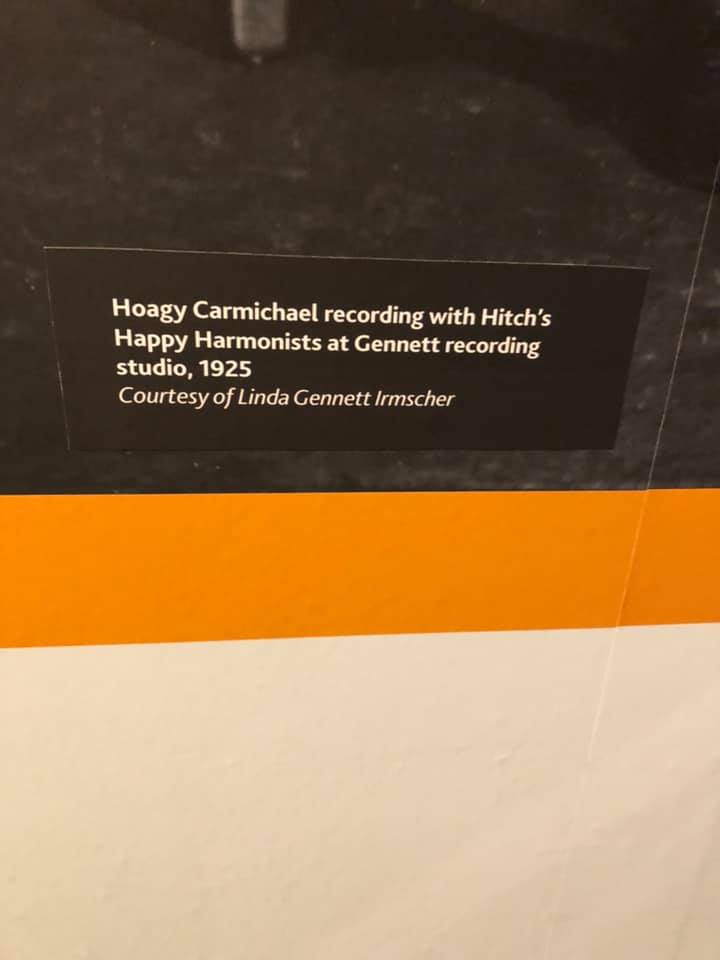 Hoagy Carmichael recording with Hitch's
Happy Harmonists at Gennett recording
studio, 1925
Courtesy of Linda Gennett Irmscher